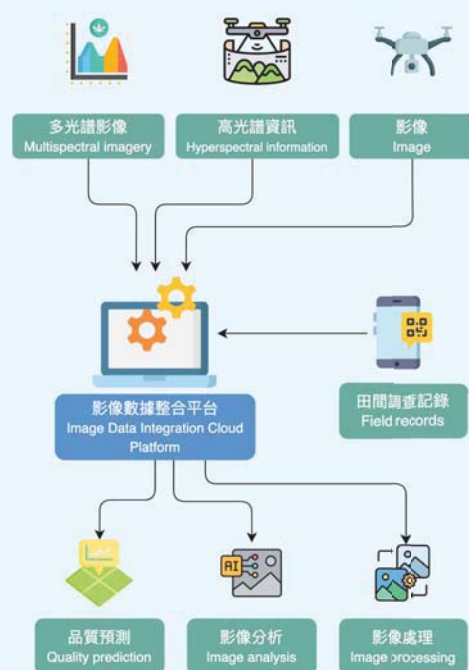 多光譜影像
Multispectral imagery
高光譜資訊
Hyperspectral information
影像
Image
影像數據整合平台
Image Data Integration Cloud
Platform
田間調查記錄
Field records
AI
品質預測
Quality prediction
影像分析
Image analysis
影像處理
Image processing